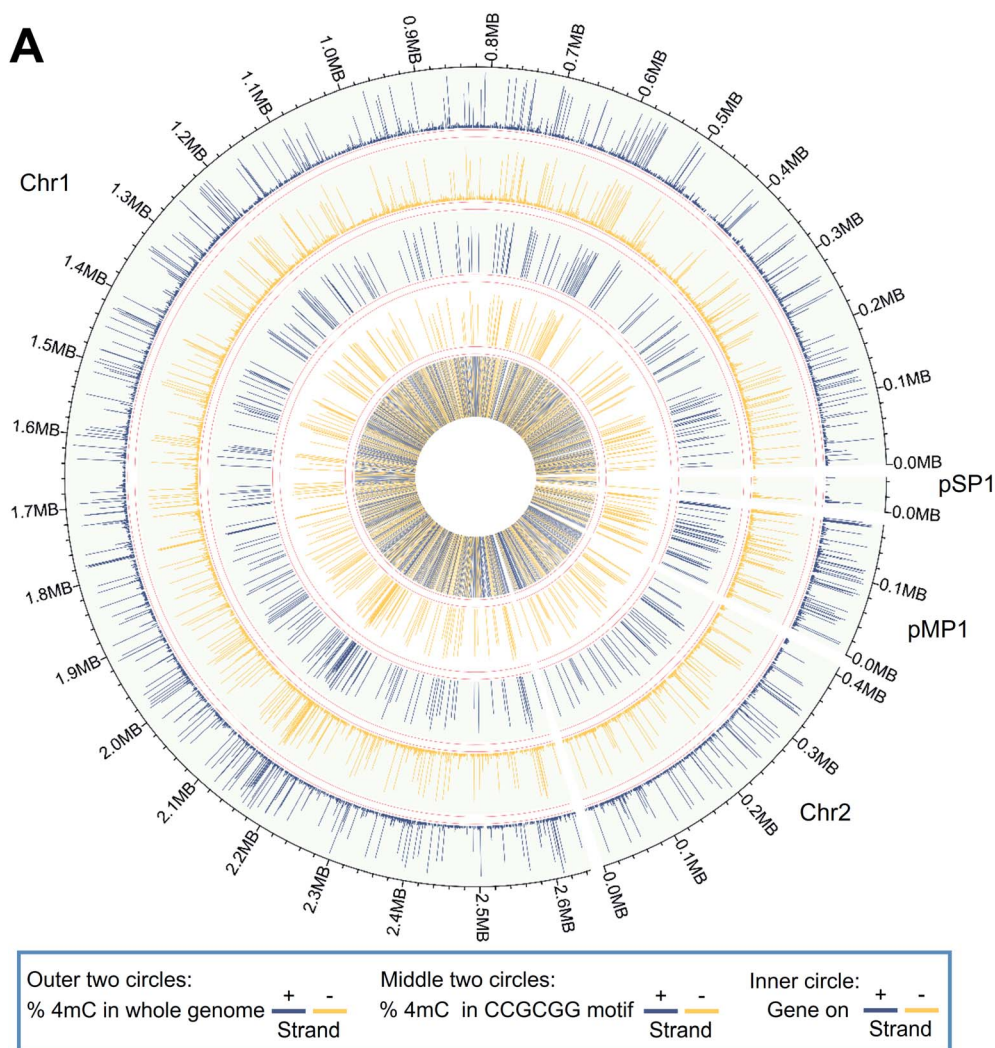 A
Chr1
0.0MB
0.1MB
0.2MB
0.3MB
0.4MB
0.5MB
0.6MB
0.7MB
0.8MB
0.9MB
1.0MB
1.1MB
1.2MB
1.3MB
1.4MB
1.5MB
1.6MB
1.7MB
1.8MB
1.9MB
2.0MB
2.1MB
2.2MB
2.3MB
2.4MB
2.5MB
2.6MB
Chr2
0.0MB
0.1MB
0.2MB
0.3MB
0.4MB
pMP1
0.0MB
0.1MB
pSP1
0.0MB
Outer two circles:
% 4mC in whole genome + - Strand
Middle two circles:
% 4mC in CCGCGG motif + - Strand
Inner circle:
Gene on + - Strand